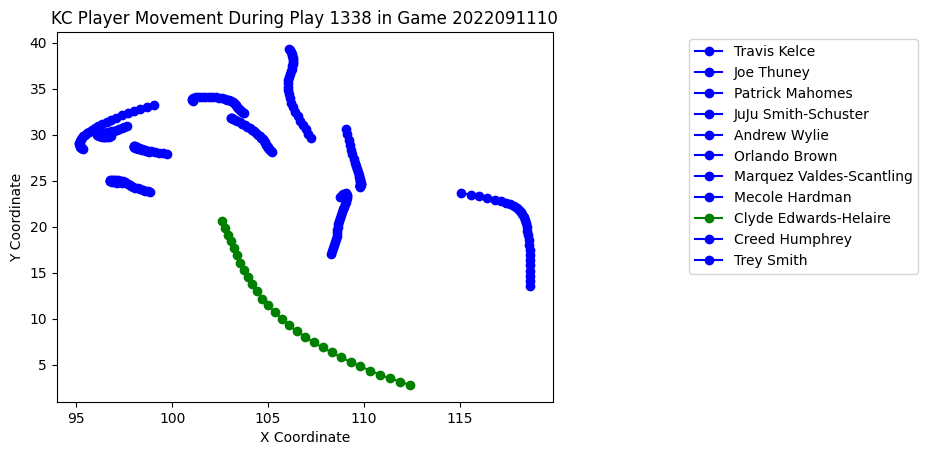 KC Player Movement During Play 1338 in Game 2022091110
40
35
30
25
20
15
10
5
Y Coordinate
95
100
105
110
115
X Coordinate
Travis Kelce
Joe Thuney
Patrick Mahomes
JuJu Smith-Schuster
Andrew Wylie
Orlando Brown
Marquez Valdes-Scantling
Mecole Hardman
Clyde Edwards-Helaire
Creed Humphrey
Trey Smith